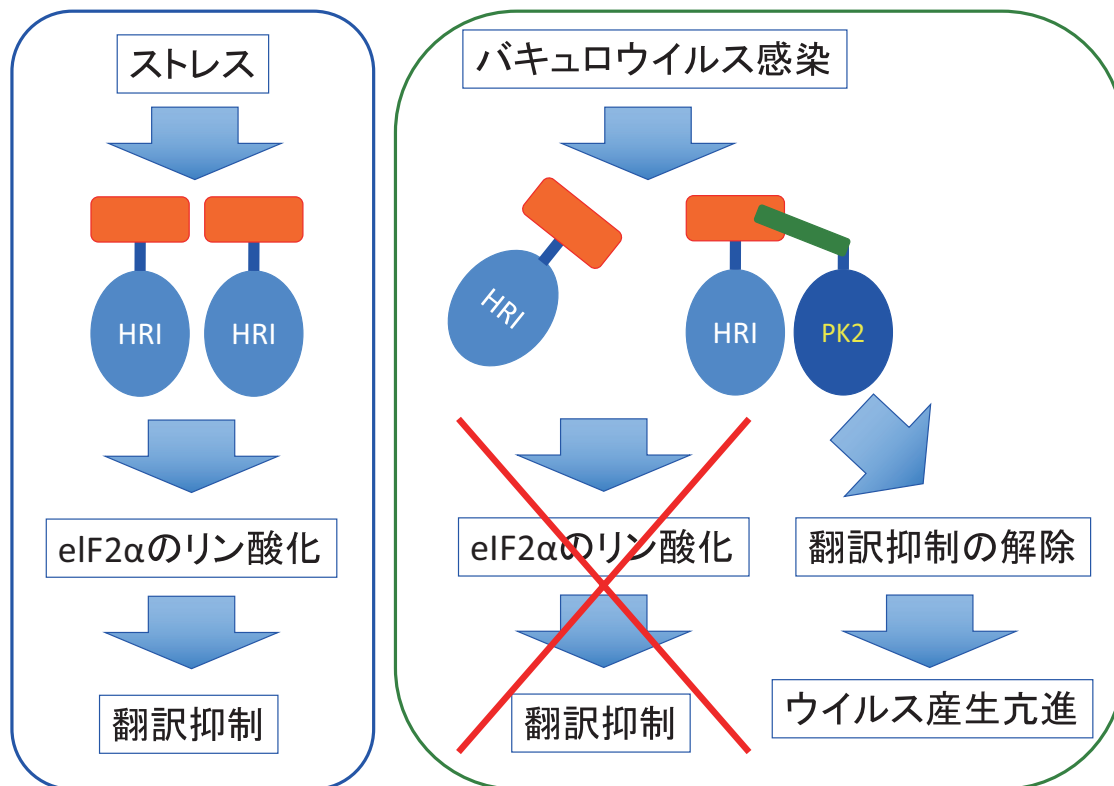 ストレス
HRI
HRI
eIF2αのリン酸化
翻訳抑制
バキュロウイルス感染
HRI
HRI
PK2
eIF2αのリン酸化
翻訳抑制
翻訳抑制の解除
ウイルス産生亢進